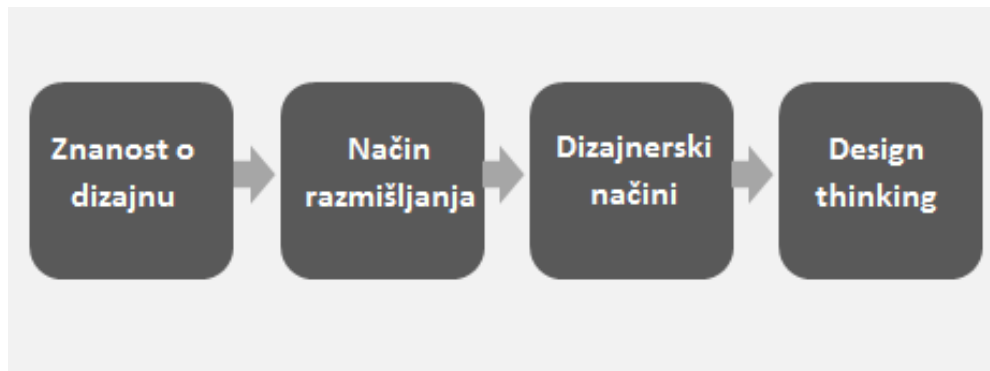 Znanost o
dizajnu
Način
razmišljanja
Dizajnerski
načini
Design
thinking